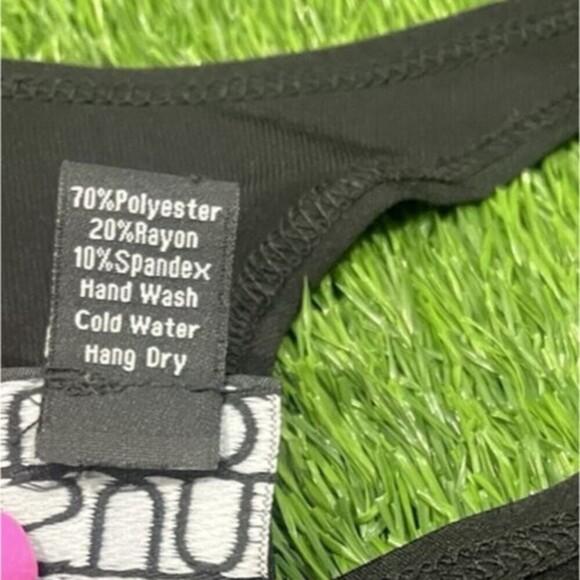 70%Polyester
20%Rayon
10%Spandex
Hand Wash
Cold Water
Hang Dry